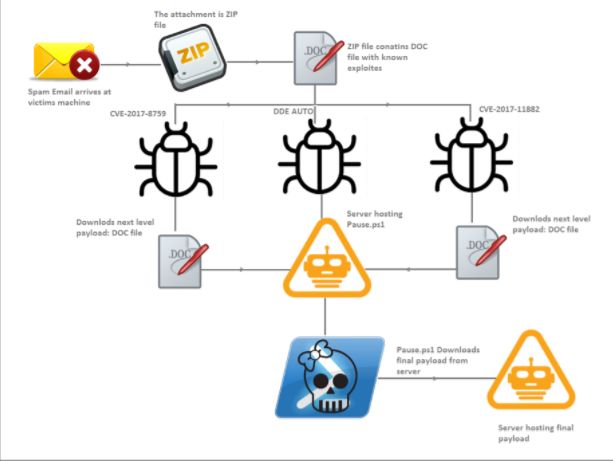 The attachment is ZIP
file
ZIP
.DOC
ZIP file conatins DOC
file with known
exploites
Spam Email arrives at
victims machine
CVE-2017-8759
DDE AUTO
CVE-2017-11882
Downlods next level
payload: DOC file
.DOC
Server hosting
Pause.ps1
.DOC
Downlods next level
payload: DOC file
Pause.ps1 Downloads
final payload from
server
Server hosting final
payload